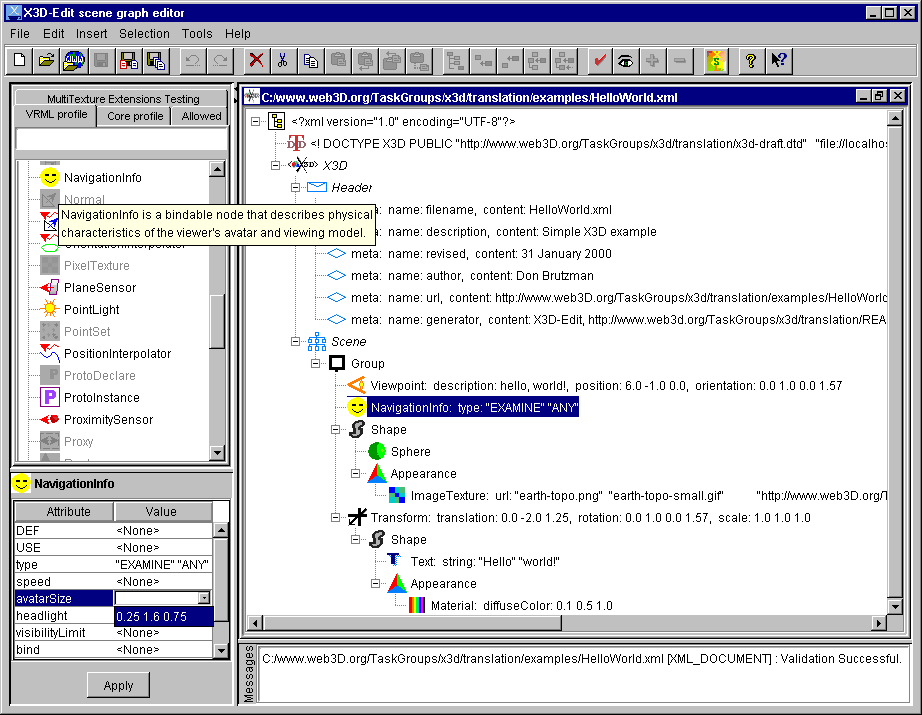 X3D-Edit scene graph editor
File Edit Insert Selection Tools Help
MultiTexture Extensions Testing
VRML profile Core profile Allowed
NavigationInfo
Normal
NavigationInfo is a bindable node that describes physical
characteristics of the viewer's avatar and viewing model.
OrientationInterpolator
PixelTexture
PlaneSensor
PointLight
PointSet
PositionInterpolator
ProtoDeclare
ProtoInstance
ProximitySensor
Proxy
NavigationInfo
Attribute Value
DEF <None>
USE <None>
type "EXAMINE" "ANY"
speed <None>
avatarSize
headlight 0.25 1.6 0.75
visibilityLimit <None>
bind <None>
Apply
C:/www.web3D.org/TaskGroups/x3d/translation/examples/HelloWorld.xml
<?xml version="1.0" encoding="UTF-8"?>
DTD <! DOCTYPE X3D PUBLIC "http://www.web3D.org/TaskGroups/x3d/translation/x3d-draft.dtd" "file://localhos
X3D X3D
Header
a: name: filename, content: HelloWorld.xml
a: name: description, content: Simple X3D example
meta: name: revised, content: 31 January 2000
meta: name: author, content: Don Brutzman
meta: name: url, content: http://www.web3D.org/TaskGroups/x3d/translation/examples/HelloWorld
meta: name: generator, content: X3D-Edit, http://www.web3D.org/TaskGroups/x3d/translation/REA
Scene
Group
Viewpoint: description: hello, world!, position: 6.0 -1.0 0.0, orientation: 0.0 1.0 0.0 1.57
NavigationInfo: type: "EXAMINE" "ANY"
Shape
Sphere
Appearance
ImageTexture: url: "earth-topo.png" "earth-topo-small.gif" "http://www.web3D.org/T
Transform: translation: 0.0 -2.0 1.25, rotation: 0.0 1.0 0.0 1.57, scale: 1.0 1.0 1.0
Shape
T Text: string: "Hello" "world!"
Appearance
Material: diffuseColor: 0.1 0.5 1.0
Messages
C:/www.web3D.org/TaskGroups/x3d/translation/examples/HelloWorld.xml [XML_DOCUMENT] : Validation Successful.